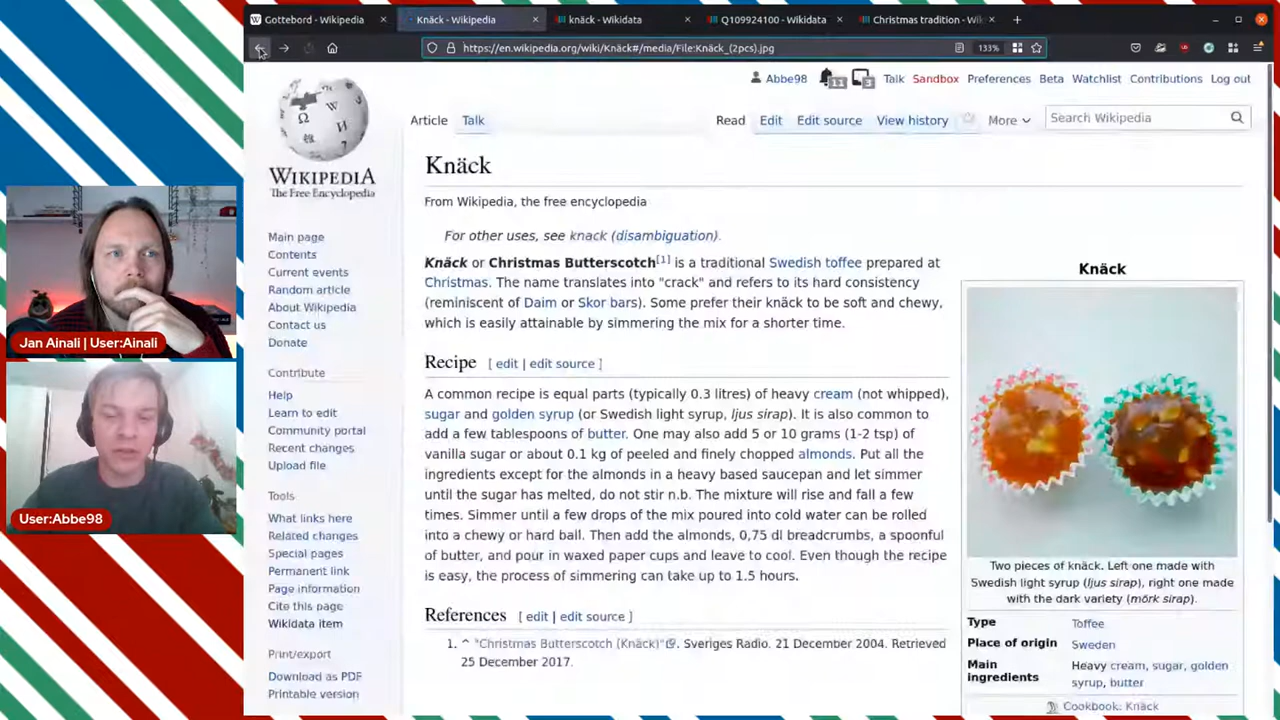 Gottebord - Wikipedia
Knäck - Wikipedia
knäck - Wikidata
Q109924100 - Wikidata
Christmas tradition - Wik
https://en.wikipedia.org/wiki/Knäck#/media/File:Knäck_(2pcs).jpg
133%
Abbe98
11
3
Talk
Sandbox
Preferences
Beta
Watchlist
Contributions
Log out
Article
Talk
Read
Edit
Edit source
View history
More
Search Wikipedia
WIKIPEDIA
The Free Encyclopedia
Main page
Contents
Current events
Random article
About Wikipedia
Contact us
Donate
Contribute
Help
Learn to edit
Community portal
Recent changes
Upload file
Tools
What links here
Related changes
Special pages
Permanent link
Page information
Cite this page
Wikidata item
Print/export
Download as PDF
Printable version
Knäck
From Wikipedia, the free encyclopedia
For other uses, see knack (disambiguation).
Knäck or Christmas Butterscotch[1] is a traditional Swedish toffee prepared at
Christmas. The name translates into "crack" and refers to its hard consistency
(reminiscent of Daim or Skor bars). Some prefer their knäck to be soft and chewy,
which is easily attainable by simmering the mix for a shorter time.
Recipe [ edit | edit source ]
A common recipe is equal parts (typically 0.3 litres) of heavy cream (not whipped),
sugar and golden syrup (or Swedish light syrup, ljus sirap). It is also common to
add a few tablespoons of butter. One may also add 5 or 10 grams (1-2 tsp) of
vanilla sugar or about 0.1 kg of peeled and finely chopped almonds. Put all the
ingredients except for the almonds in a heavy based saucepan and let simmer
until the sugar has melted, do not stir n.b. The mixture will rise and fall a few
times. Simmer until a few drops of the mix poured into cold water can be rolled
into a chewy or hard ball. Then add the almonds, 0,75 dl breadcrumbs, a spoonful
of butter, and pour in waxed paper cups and leave to cool. Even though the recipe
is easy, the process of simmering can take up to 1.5 hours.
References [ edit | edit source ]
1. ^ "Christmas Butterscotch (Knäck)". Sveriges Radio. 21 December 2004. Retrieved
25 December 2017.
Knäck
Two pieces of knäck. Left one made with
Swedish light syrup (ljus sirap), right one made
with the dark variety (mörk sirap).
Type Toffee
Place of origin Sweden
Main ingredients Heavy cream, sugar, golden
syrup, butter
Cookbook: Knäck
Jan Ainali | User:Ainali
User:Abbe98